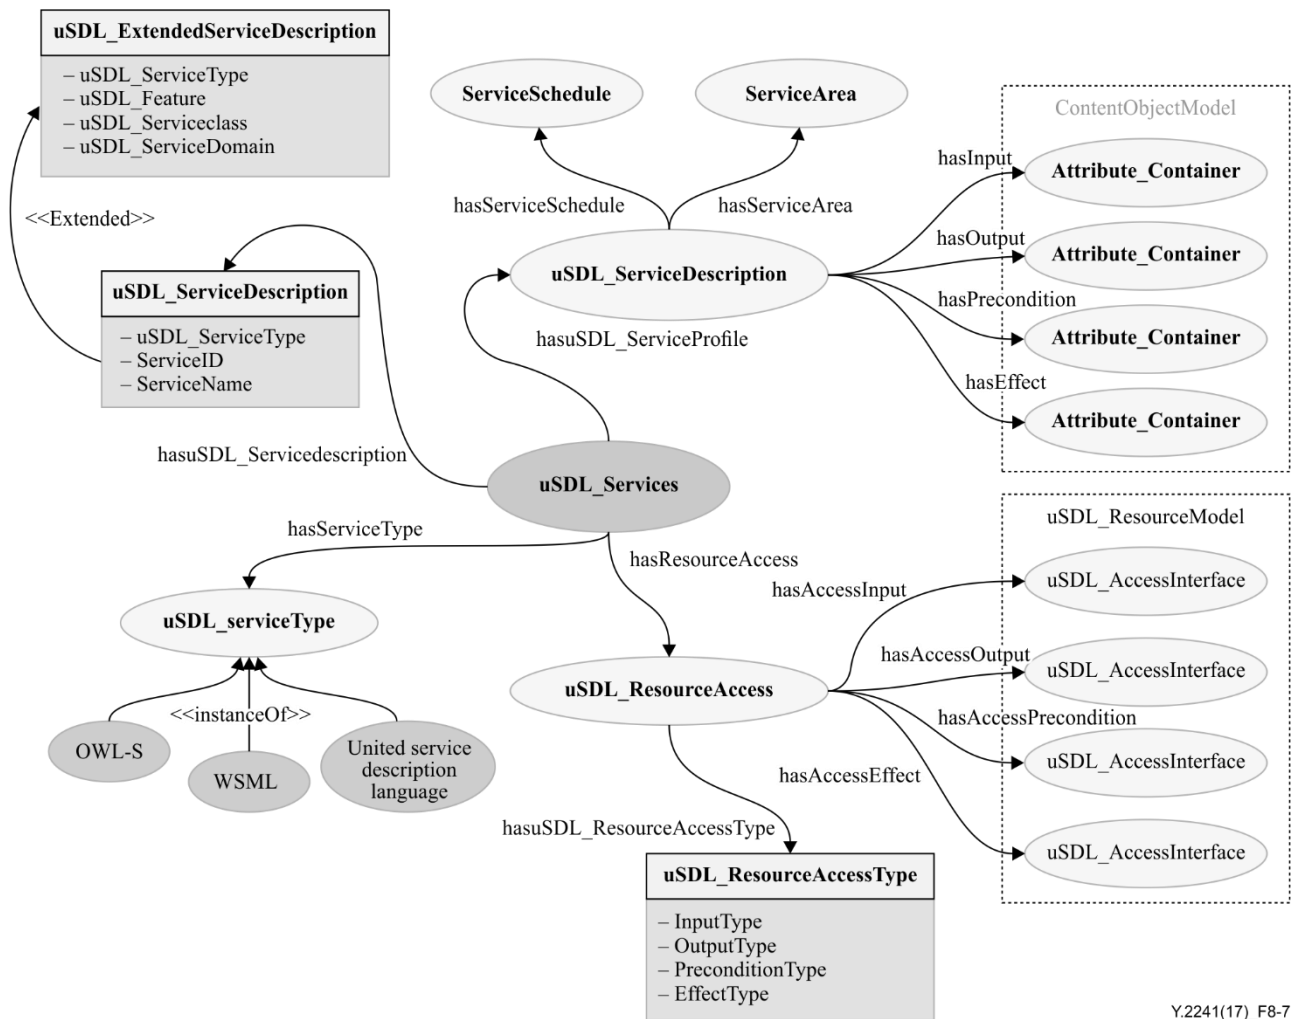 uSDL_ExtendedServiceDescription
– uSDL_ServiceType
– uSDL_Feature
– uSDL_Serviceclass
– uSDL_ServiceDomain
<<Extended>>
uSDL_ServiceDescription
– uSDL_ServiceType
– ServiceID
– ServiceName
hasuSDL_Servicedescription
ServiceSchedule
ServiceArea
hasServiceSchedule
hasServiceArea
uSDL_ServiceDescription
hasuSDL_ServiceProfile
ContentObjectModel
hasInput
Attribute_Container
hasOutput
Attribute_Container
hasPrecondition
Attribute_Container
hasEffect
Attribute_Container
uSDL_Services
hasServiceType
hasResourceAccess
uSDL_serviceType
<<instanceOf>>
OWL-S
WSML
United service
description
language
uSDL_ResourceModel
hasAccessInput
uSDL_AccessInterface
hasAccessOutput
uSDL_AccessInterface
uSDL_ResourceAccess
hasAccessPrecondition
uSDL_AccessInterface
hasAccessEffect
uSDL_AccessInterface
hasuSDL_ResourceAccessType
uSDL_ResourceAccessType
– InputType
– OutputType
– PreconditionType
– EffectType
Y.2241(17)_F8-7